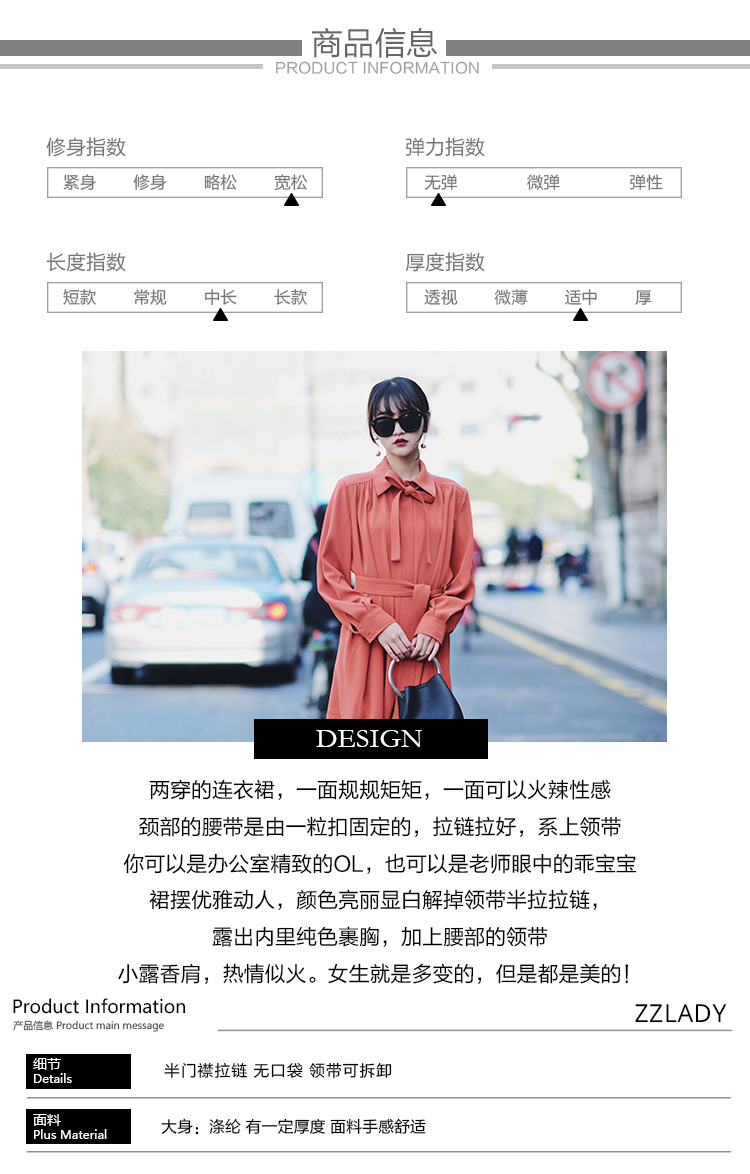 商品信息
PRODUCT INFORMATION
修身指数
紧身 修身 略松 宽松
弹力指数
无弹 微弹 弹性
长度指数
短款 常规 中长 长款
厚度指数
透视 微薄 适中 厚
DESIGN
两穿的连衣裙，一面规规矩矩，一面可以火辣性感
颈部的腰带是由一粒扣固定的，拉链拉好，系上领带
你可以是办公室精致的OL，也可以是老师眼中的乖宝宝
裙摆优雅动人，颜色亮丽显白解掉领带半拉拉链，
露出内里纯色裹胸，加上腰部的领带
小露香肩，热情似火。女生就是多变的，但是都是美的！
Product Information
产品信息 Product main message
ZZLADY
细节
Details
半门襟拉链 无口袋 领带可拆卸
面料
Plus Material
大身：涤纶 有一定厚度 面料手感舒适